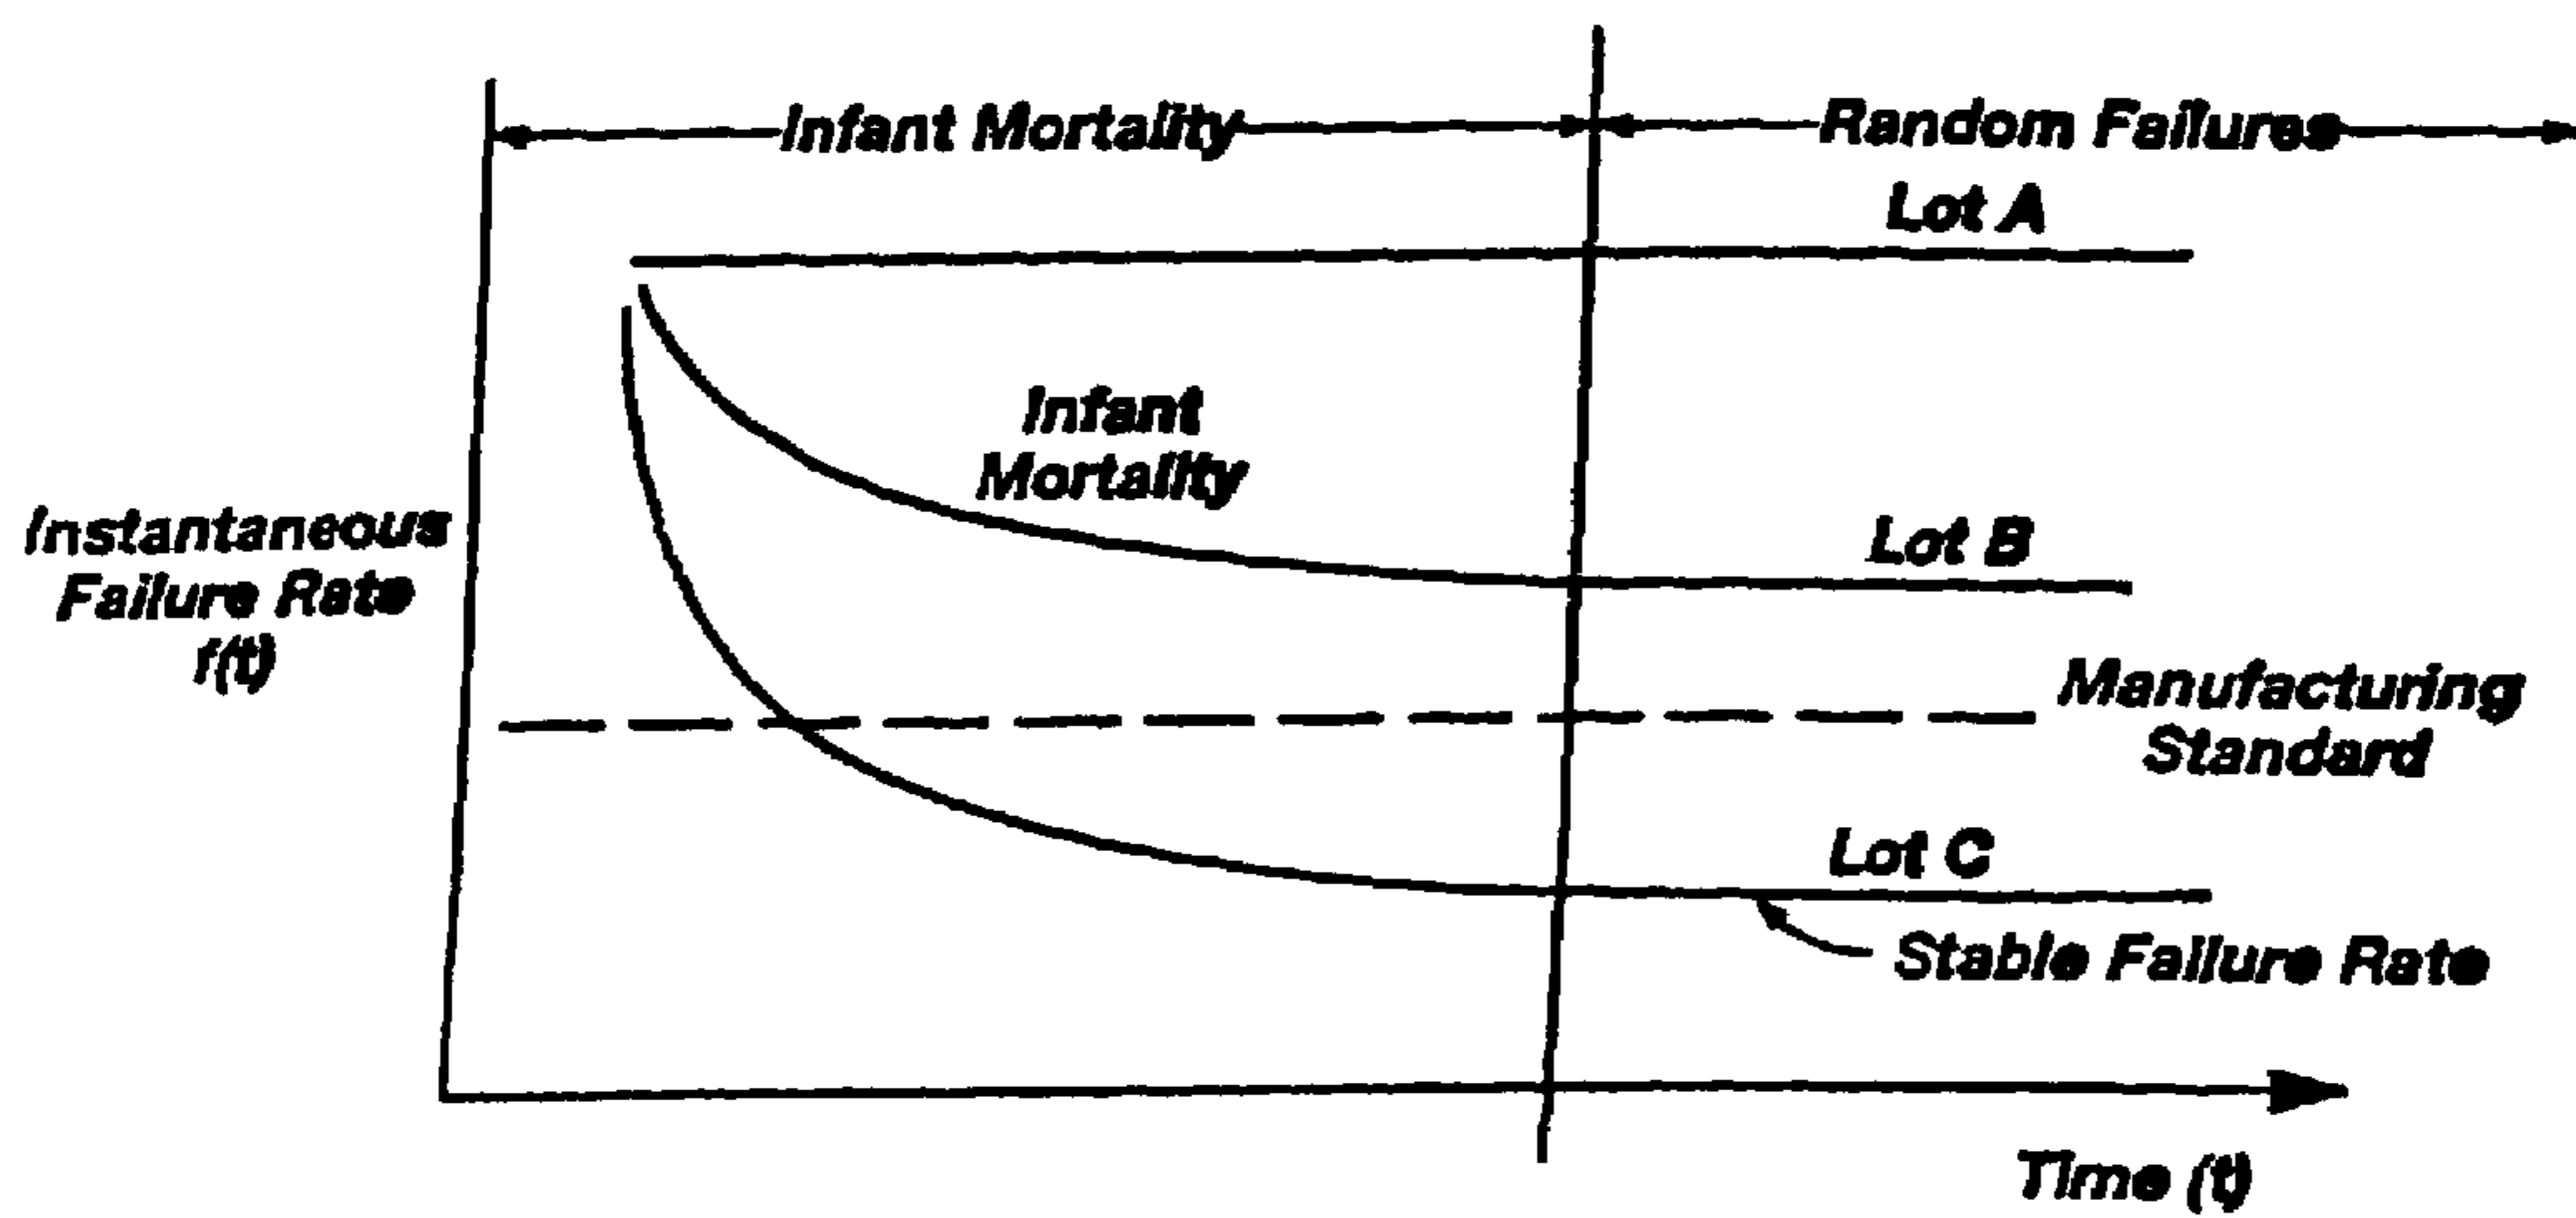 Infant Mortality
Random Failures
Lot A
Infant
Mortality
Instantaneous
Failure Rate
f(t)
Lot B
Manufacturing
Standard
Lot C
Stable Failure Rate
Time (t)